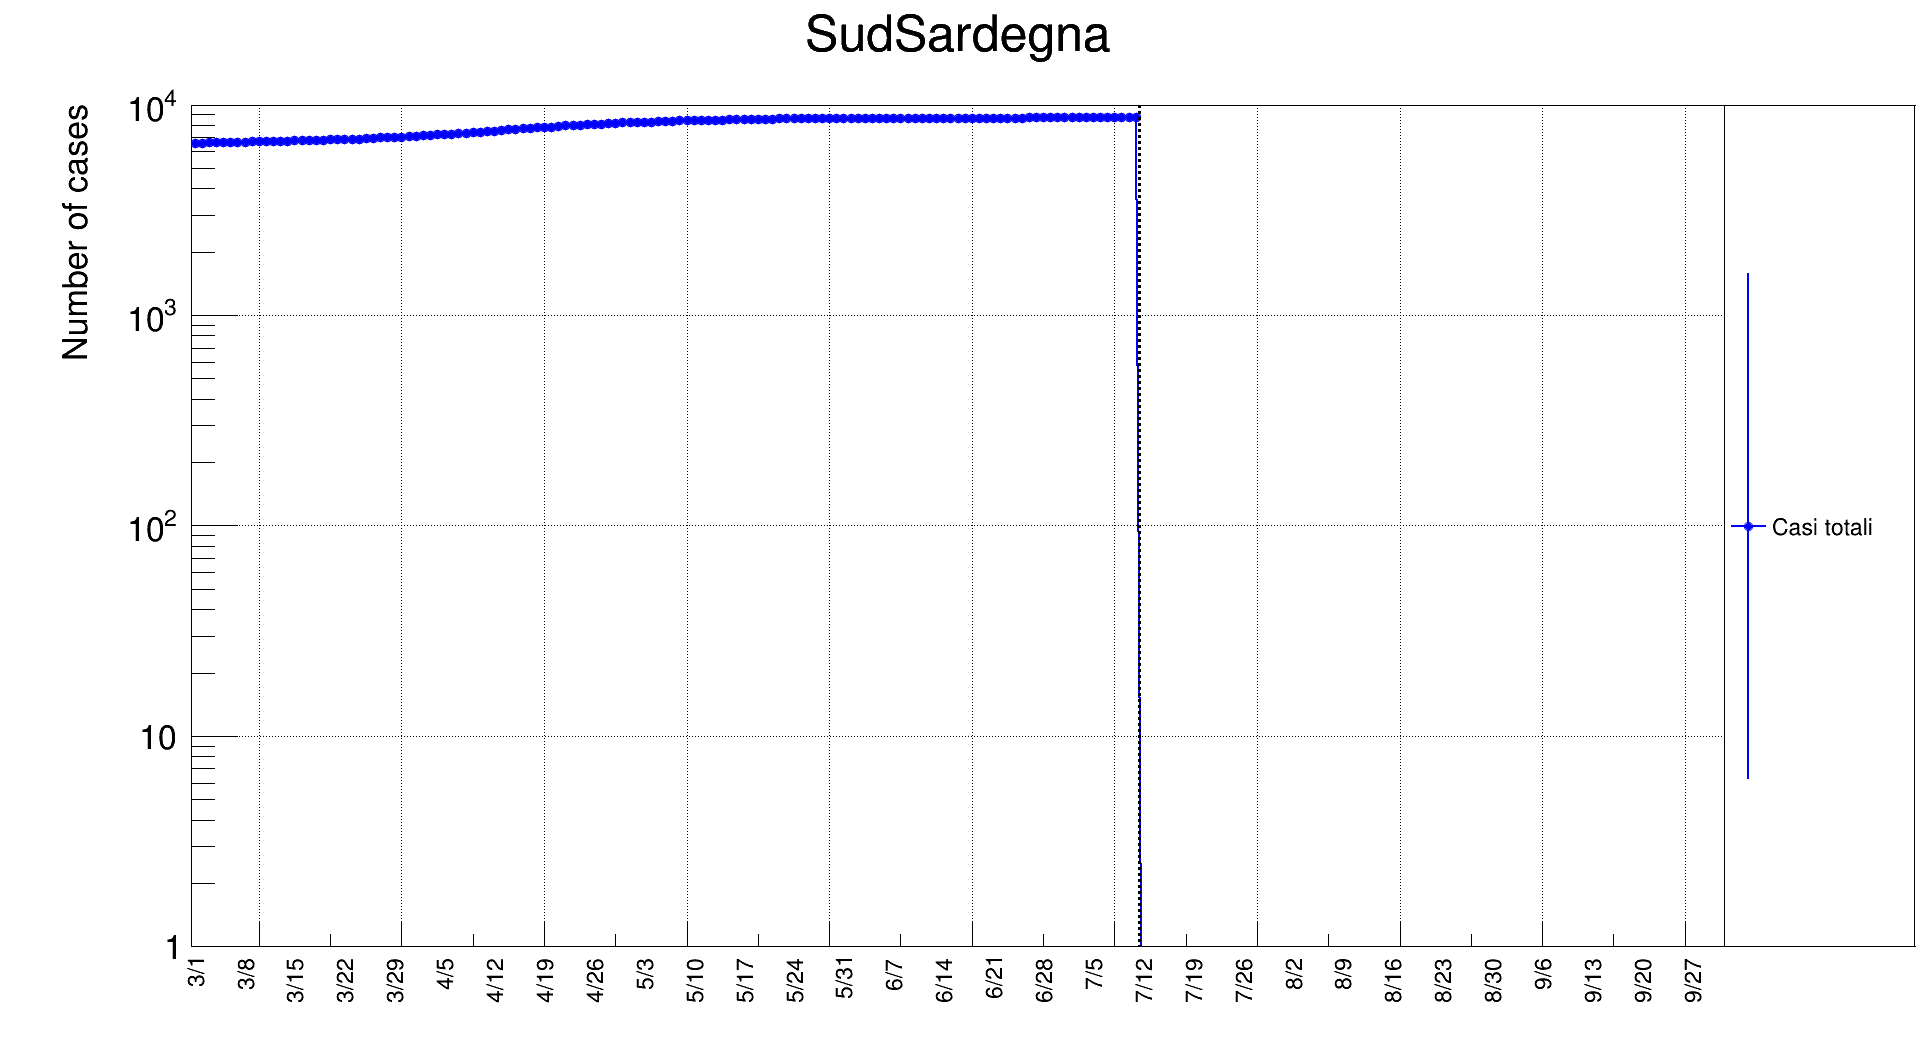 SudSardegna
Number of cases
10^4
10^3
10^2
10
1
3/1 3/8 3/15 3/22 3/29 4/5 4/12 4/19 4/26 5/3 5/10 5/17 5/24 5/31 6/7 6/14 6/21 6/28 7/5 7/12 7/19 7/26 8/2 8/9 8/16 8/23 8/30 9/6 9/13 9/20 9/27
Casi totali